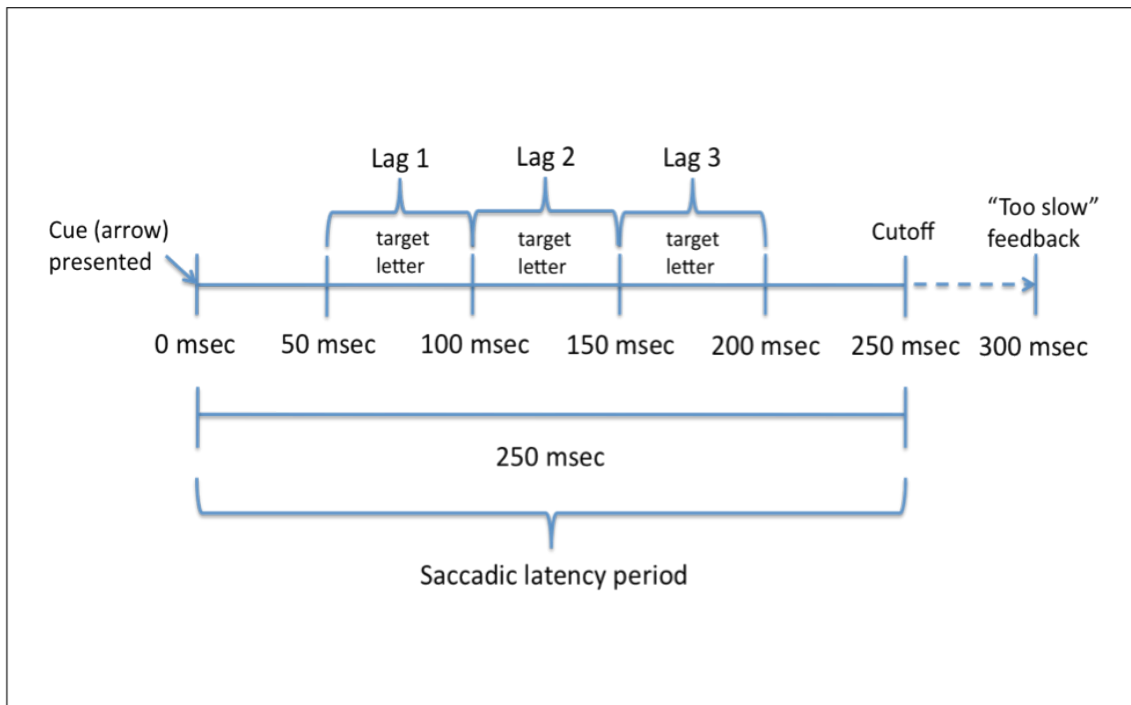 Lag 1
Lag 2
Lag 3
Cue (arrow)
presented
target
letter
target
letter
target
letter
Cutoff
“Too slow”
feedback
0 msec
50 msec
100 msec
150 msec
200 msec
250 msec
300 msec
250 msec
Saccadic latency period